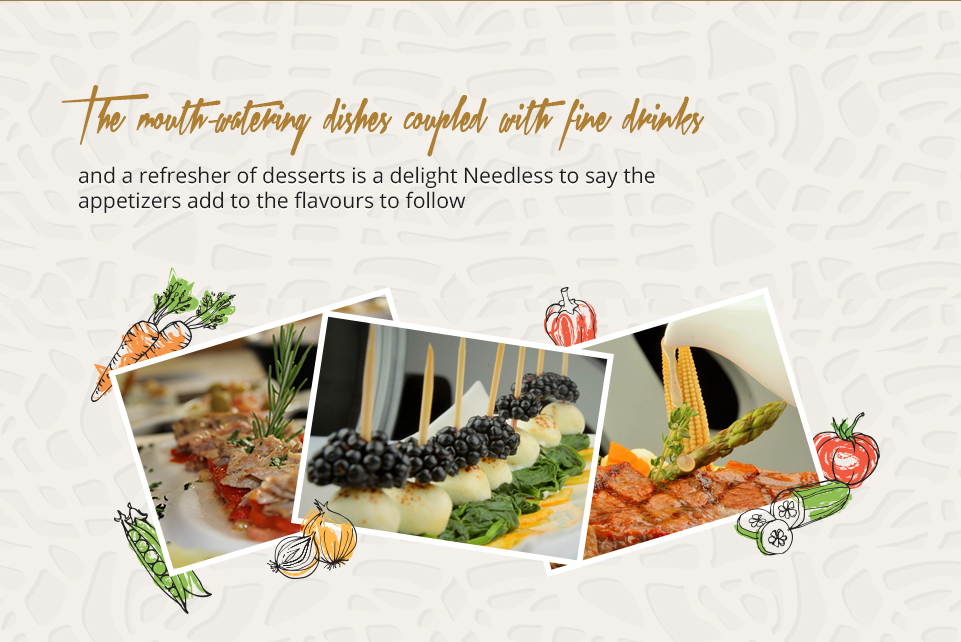 The mouth-watering dishes coupled with fine drinks
and a refresher of desserts is a delight Needless to say the
appetizers add to the flavours to follow